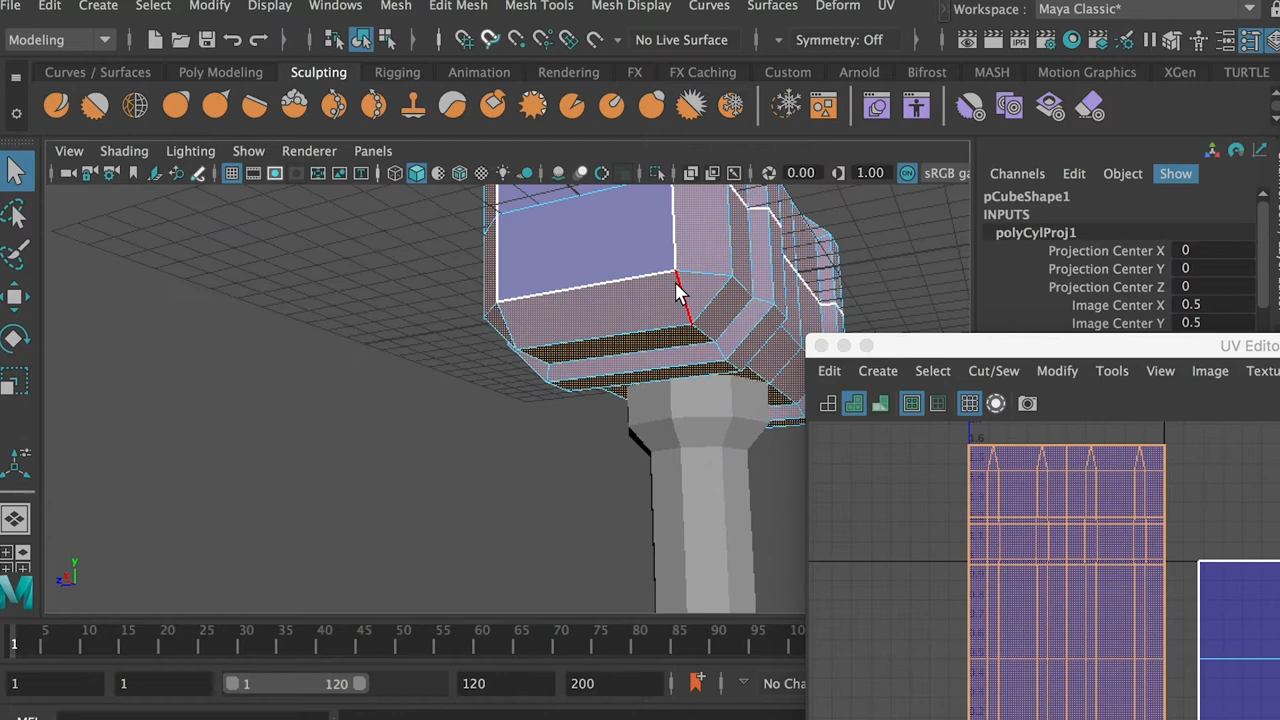 File Edit Create Select Modify Display Windows Mesh Edit Mesh Mesh Tools Mesh Display Curves Surfaces Deform UV Workspace : Maya Classic*
Modeling No Live Surface Symmetry: Off
Curves / Surfaces Poly Modeling Sculpting Rigging Animation Rendering FX FX Caching Custom Arnold Bifrost MASH Motion Graphics XGen TURTLE
View Shading Lighting Show Renderer Panels
0.00 1.00 ON sRGB ga
Channels Edit Object Show
pCubeShape1
INPUTS
polyCylProj1
Projection Center X 0
Projection Center Y 0
Projection Center Z 0
Image Center X 0.5
Image Center Y 0.5
UV Edito
Edit Create Select Cut/Sew Modify Tools View Image Textu
1.6
y
z x
5 10 15 20 25 30 35 40 45 50 55 60 65 70 75 80 85 90 95 10
1
1 1 1 120 120 200 No Cha
MEL